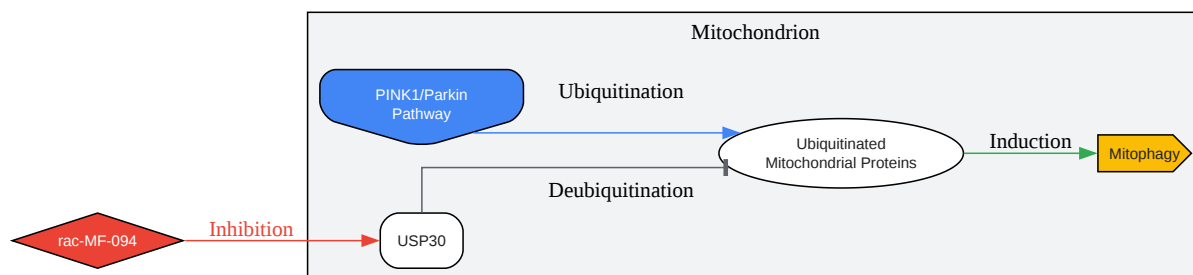 Mitochondrion
PINK1/Parkin
Pathway
Ubiquitination
Ubiquitinated
Mitochondrial Proteins
Induction
Mitophagy
Deubiquitination
rac-MF-094
Inhibition
USP30